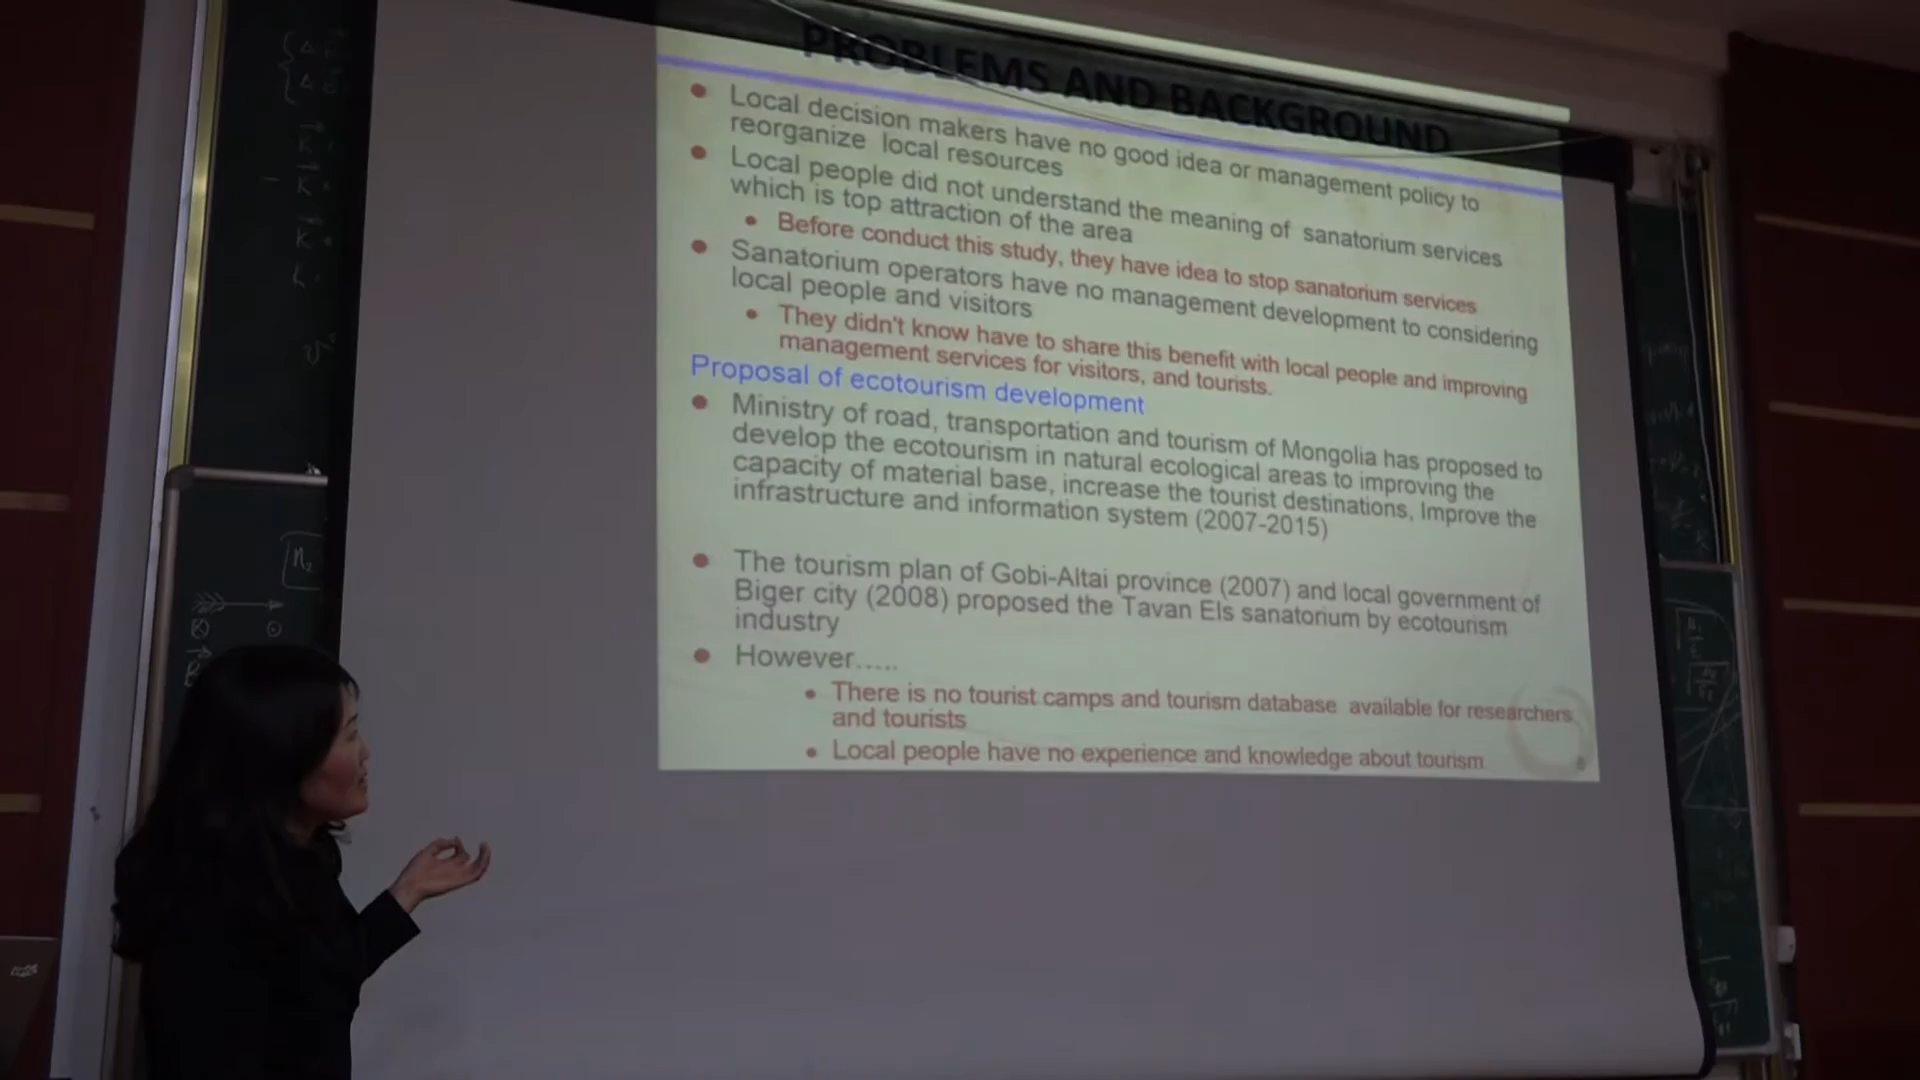 PROBLEMS AND BACKGROUND
Local decision makers have no good idea or management policy to
reorganize local resources
Local people did not understand the meaning of sanatorium services
which is top attraction of the area
Before conduct this study, they have idea to stop sanatorium services
Sanatorium operators have no management development to considering
local people and visitors
They didn't know have to share this benefit with local people and improving
management services for visitors, and tourists.
Proposal of ecotourism development
Ministry of road, transportation and tourism of Mongolia has proposed to
develop the ecotourism in natural ecological areas to improving the
capacity of material base, increase the tourist destinations, Improve the
infrastructure and information system (2007-2015)
The tourism plan of Gobi-Altai province (2007) and local government of
Biger city (2008) proposed the Tavan Els sanatorium by ecotourism
industry
However.....
There is no tourist camps and tourism database available for researchers
and tourists
Local people have no experience and knowledge about tourism